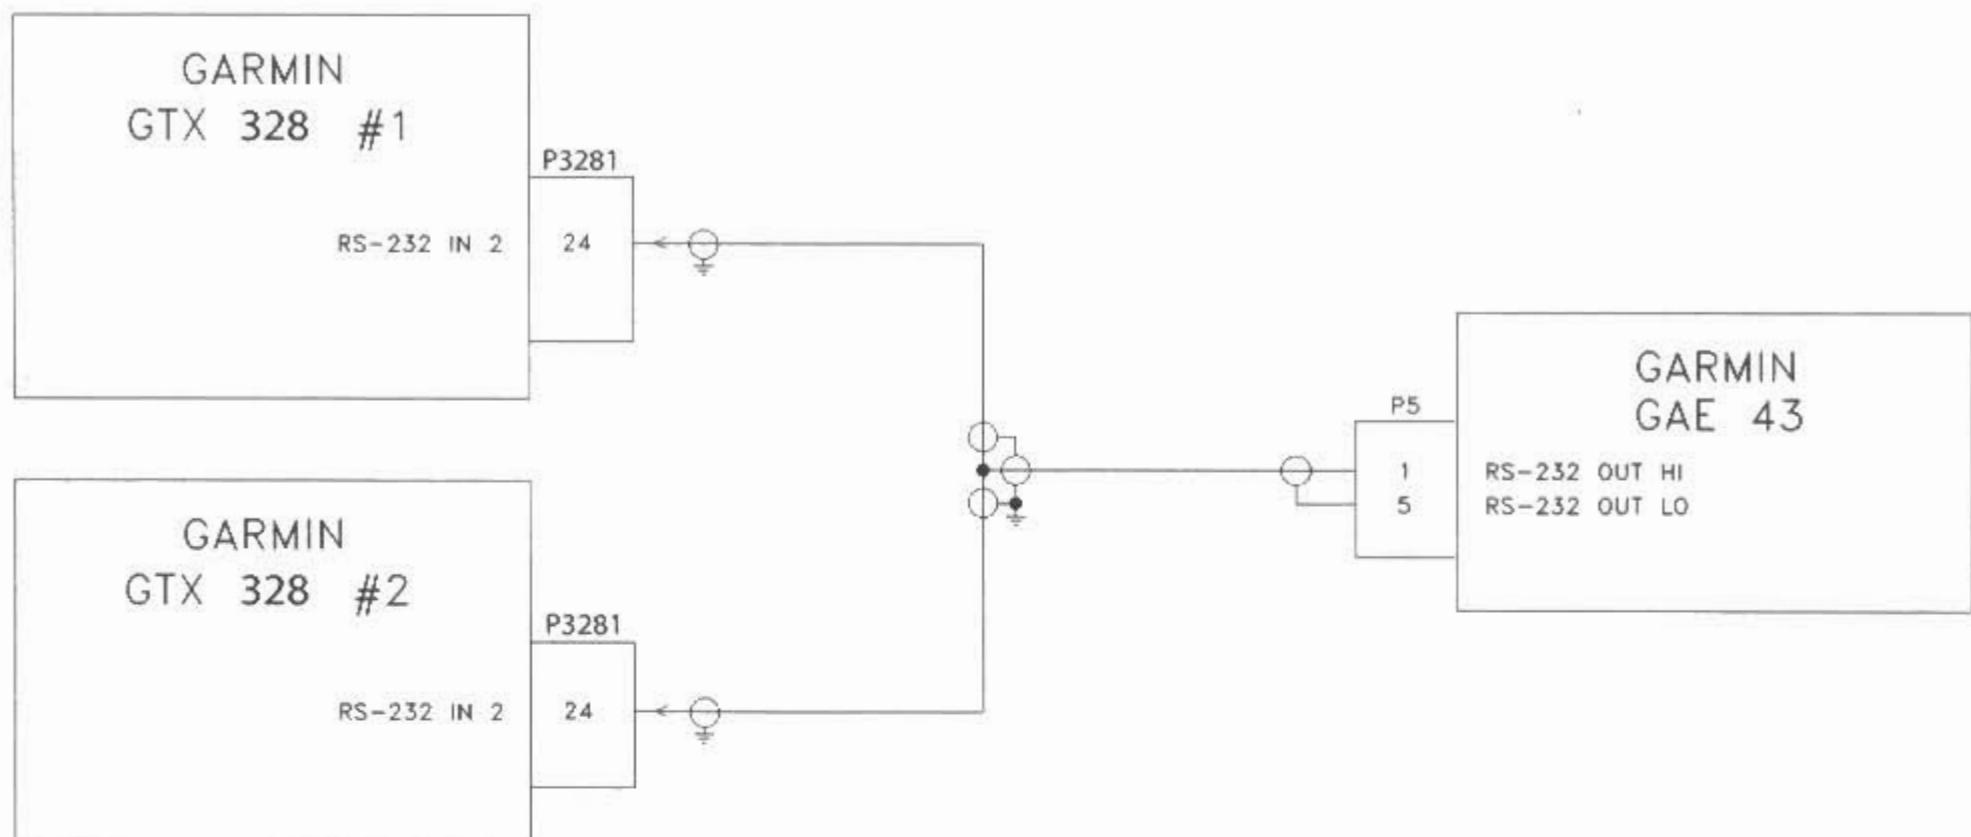 GARMIN
GTX 328 #1
P3281
RS-232 IN 2
24
GARMIN
GAE 43
P5
1
RS-232 OUT HI
5
RS-232 OUT LO
GARMIN
GTX 328 #2
P3281
RS-232 IN 2
24